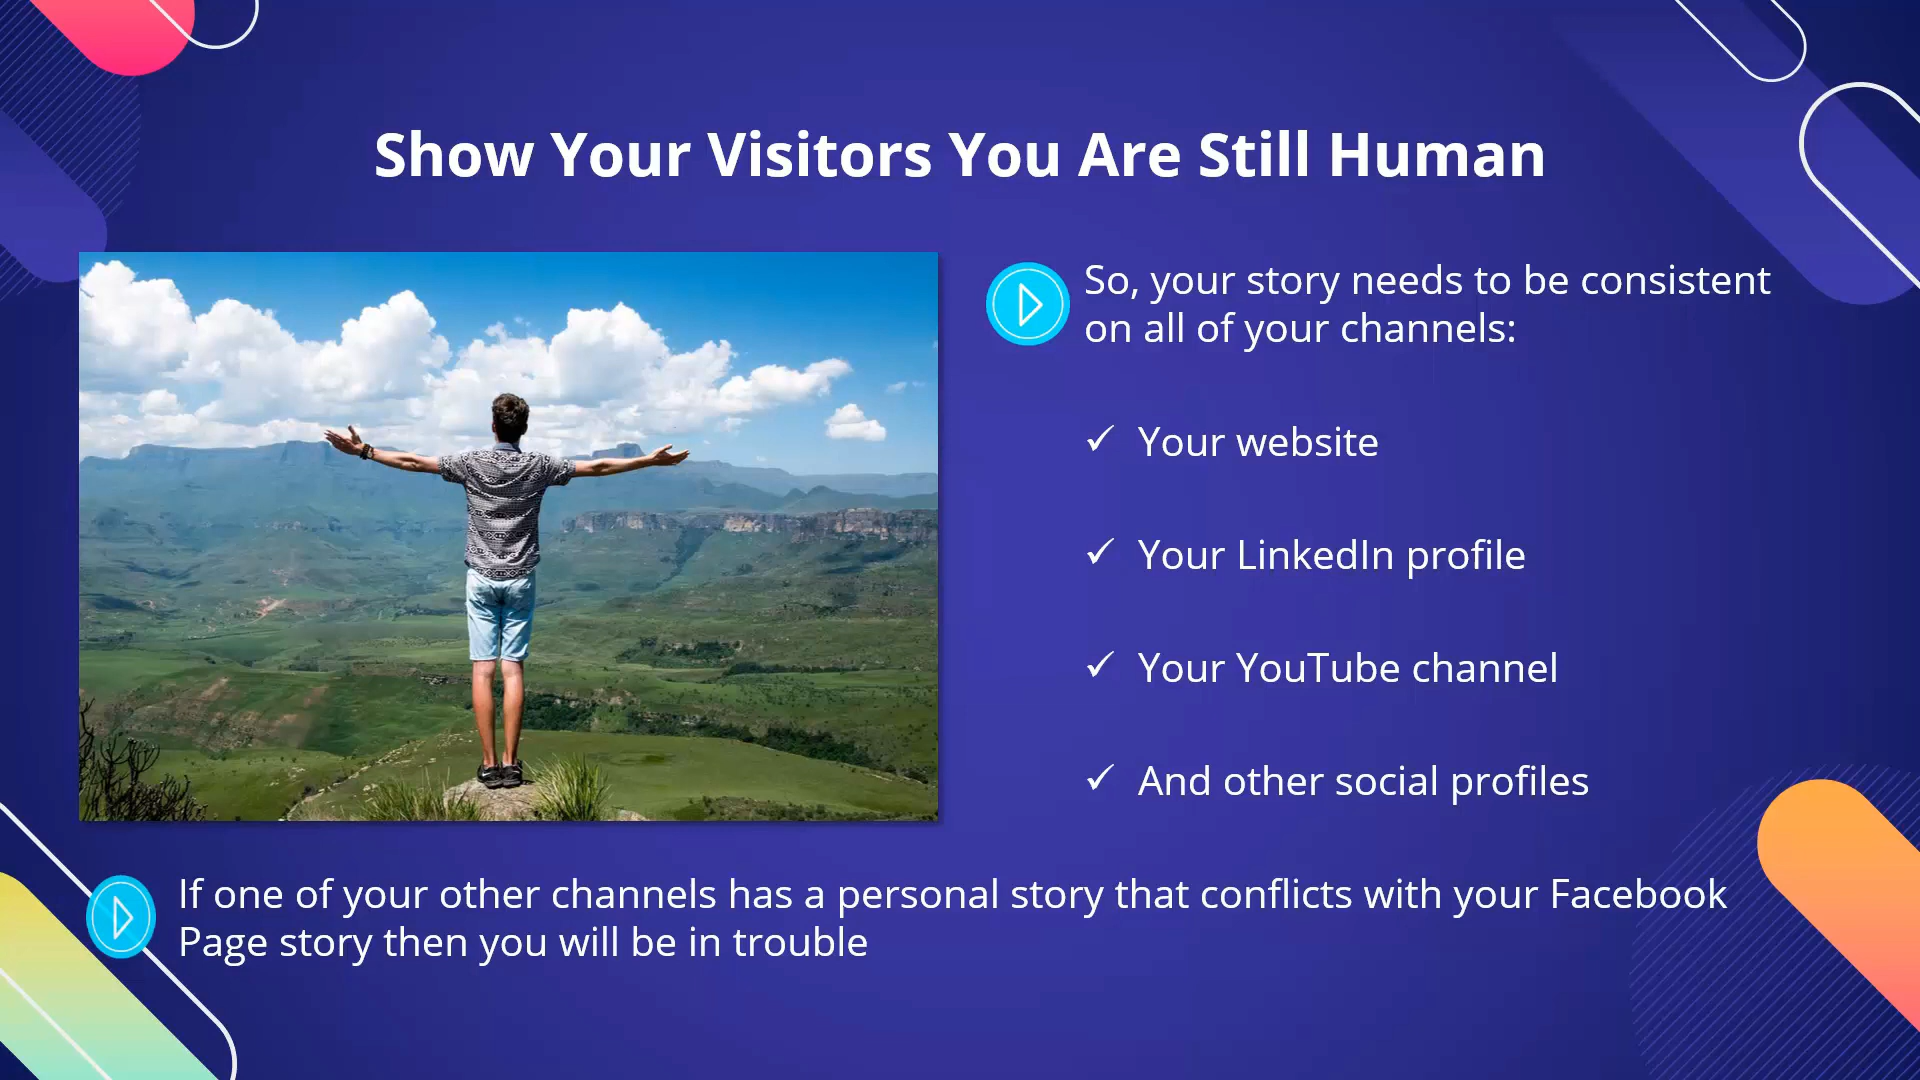 Show Your Visitors You Are Still Human
So, your story needs to be consistent
on all of your channels:
✓ Your website
✓ Your LinkedIn profile
✓ Your YouTube channel
✓ And other social profiles
If one of your other channels has a personal story that conflicts with your Facebook
Page story then you will be in trouble